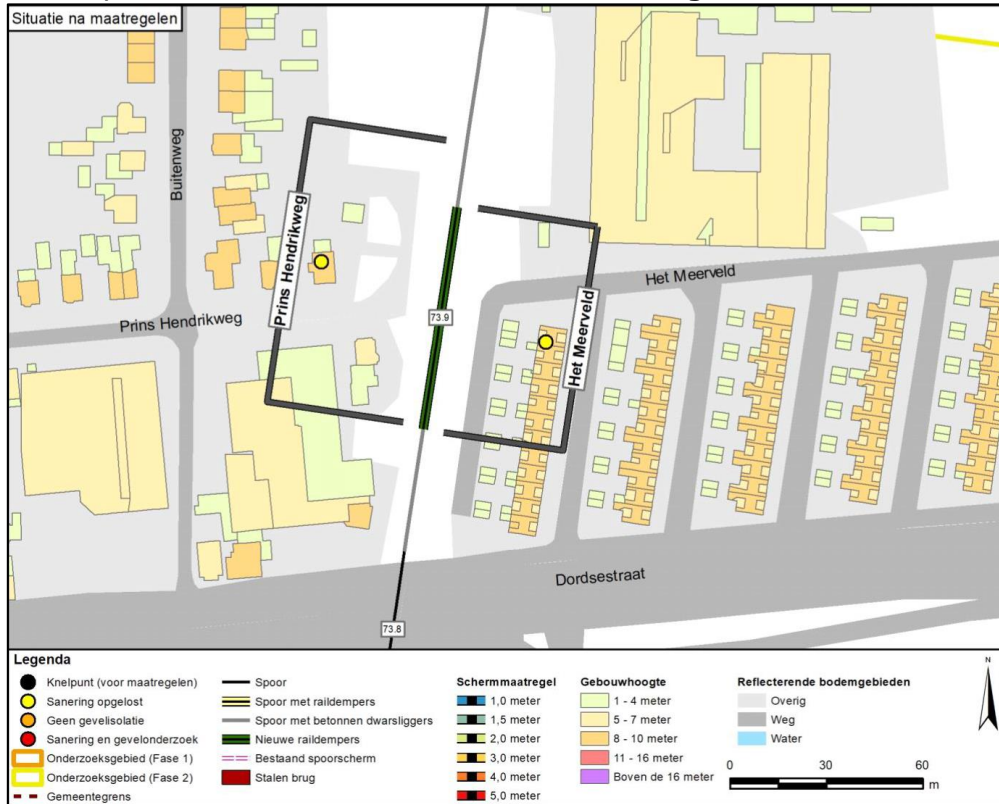 Situatie na maatregelen
Buitenweg
Prins Hendrikweg
Prins Hendrikweg
73.9
Het Meerveld
Het Meerveld
Dordsestraat
73.8
Legenda
Knelpunt (voor maatregelen)
Sanering opgelost
Geen gevelisolatie
Sanering en gevelonderzoek
Onderzoeksgebied (Fase 1)
Onderzoeksgebied (Fase 2)
Gemeentegrens
Spoor
Spoor met raildempers
Spoor met betonnen dwarsliggers
Nieuwe raildempers
Bestaand spoorscherm
Stalen brug
Schermmaatregel
1,0 meter
1,5 meter
2,0 meter
3,0 meter
4,0 meter
5,0 meter
Gebouwhoogte
1 - 4 meter
5 - 7 meter
8 - 10 meter
11 - 16 meter
Boven de 16 meter
Reflecterende bodemgebieden
Overig
Weg
Water
N
0 30 60
m